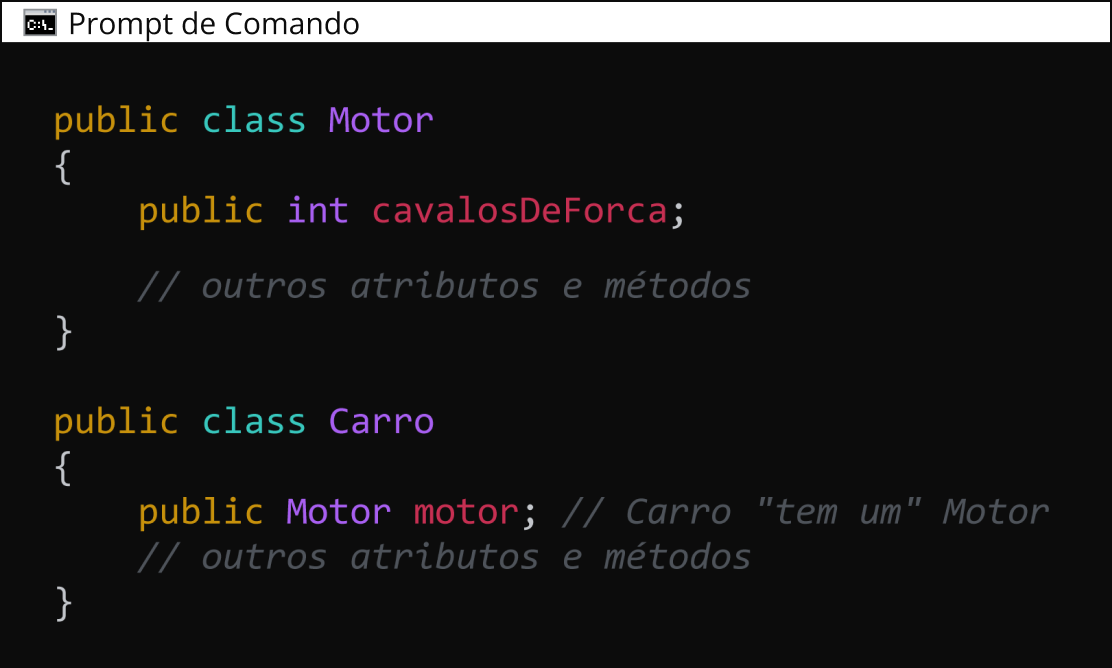 C:\_
Prompt de Comando
public class Motor
{
    public int cavalosDeForca;
    // outros atributos e métodos
}
public class Carro
{
    public Motor motor; // Carro "tem um" Motor
    // outros atributos e métodos
}